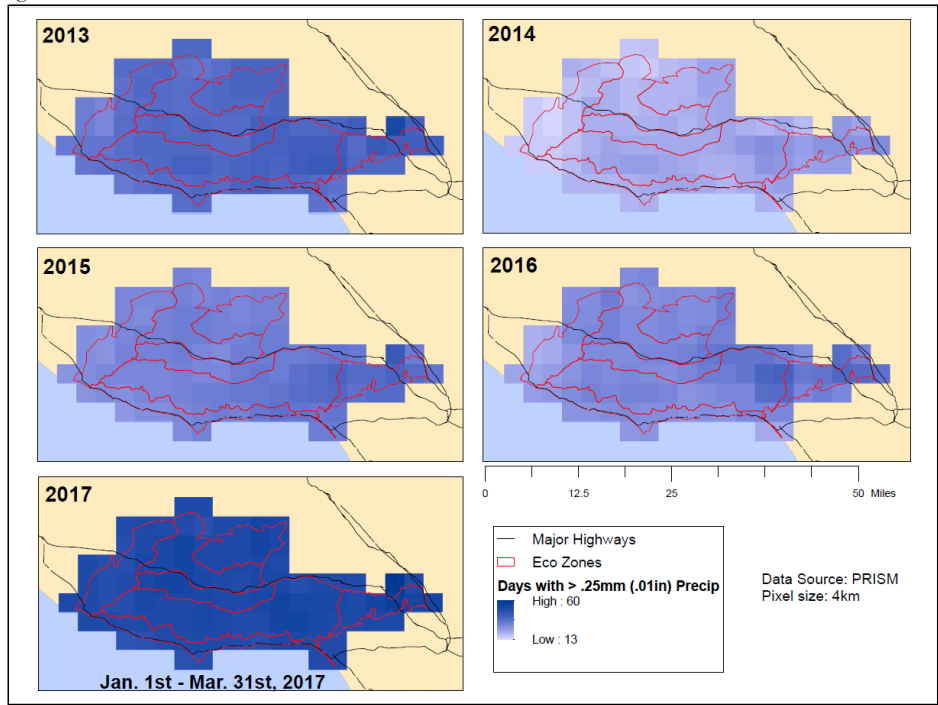 2013
2014
2015
2016
2017
Jan. 1st - Mar. 31st, 2017
0 12.5 25 50 Miles
Major Highways
Eco Zones
Days with > .25mm (.01in) Precip
High : 60
Low : 13
Data Source: PRISM
Pixel size: 4km